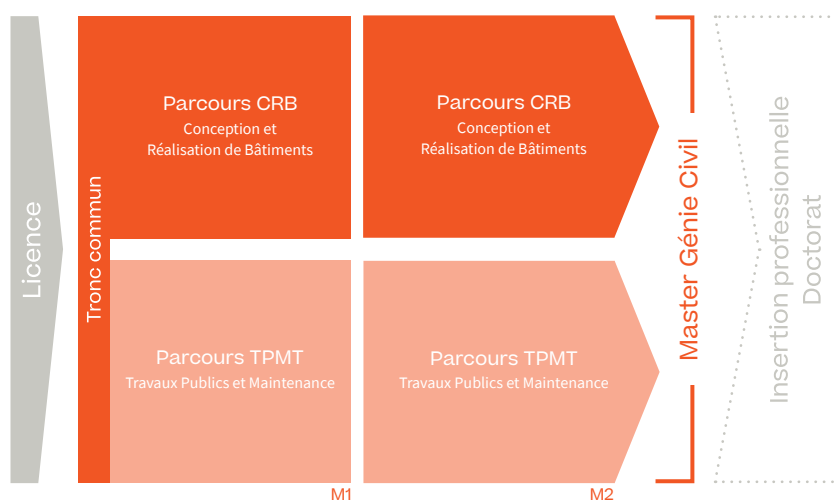 Licence
Tronc commun
Parcours CRB
Conception et
Réalisation de Bâtiments
Parcours CRB
Conception et
Réalisation de Bâtiments
Parcours TPMT
Travaux Publics et Maintenance
Parcours TPMT
Travaux Publics et Maintenance
M1
M2
Master Génie Civil
Insertion professionnelle
Doctorat